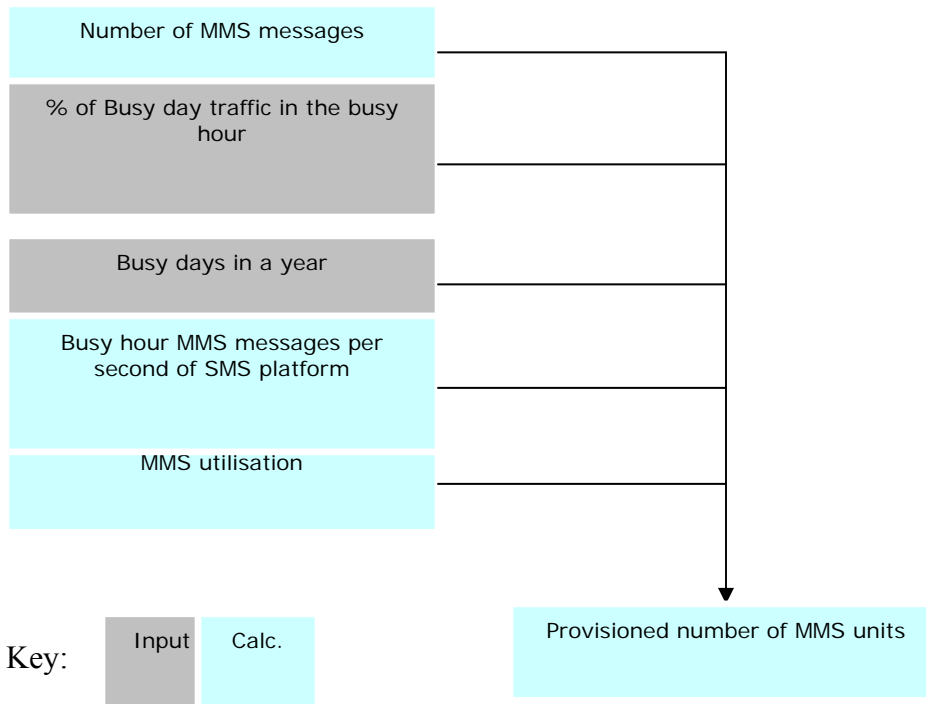 Number of MMS messages
% of Busy day traffic in the busy
hour
Busy days in a year
Busy hour MMS messages per
second of SMS platform
MMS utilisation
Provisioned number of MMS units
Key:
Input
Calc.